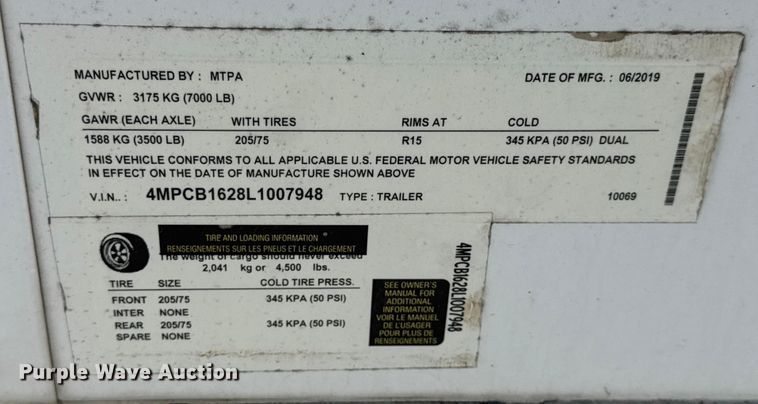 MANUFACTURED BY : MTPA DATE OF MFG. : 06/2019
GVWR : 3175 KG (7000 LB)
GAWR (EACH AXLE) WITH TIRES RIMS AT COLD
1588 KG (3500 LB) 205/75 R15 345 KPA (50 PSI) DUAL
THIS VEHICLE CONFORMS TO ALL APPLICABLE U.S. FEDERAL MOTOR VEHICLE SAFETY STANDARDS
IN EFFECT ON THE DATE OF MANUFACTURE SHOWN ABOVE
V.I.N.. : 4MPCB1628L1007948 TYPE : TRAILER 10069
TIRE AND LOADING INFORMATION
RENSEIGNEMENTS SUR LES PNEUS ET LE CHARGEMENT
The weight of cargo should never exceed
2,041 kg or 4,500 lbs.
TIRE SIZE COLD TIRE PRESS.
FRONT 205/75 345 KPA (50 PSI)
INTER NONE
REAR 205/75 345 KPA (50 PSI)
SPARE NONE
SEE OWNER'S
MANUAL FOR
ADDITIONAL
INFORMATION
VOIR LE MANUEL
DE L'USAGER
POUR PLUS DE
RENSEIGNEMENTS
4MPCB1628L1007948
Purple Wave Auction